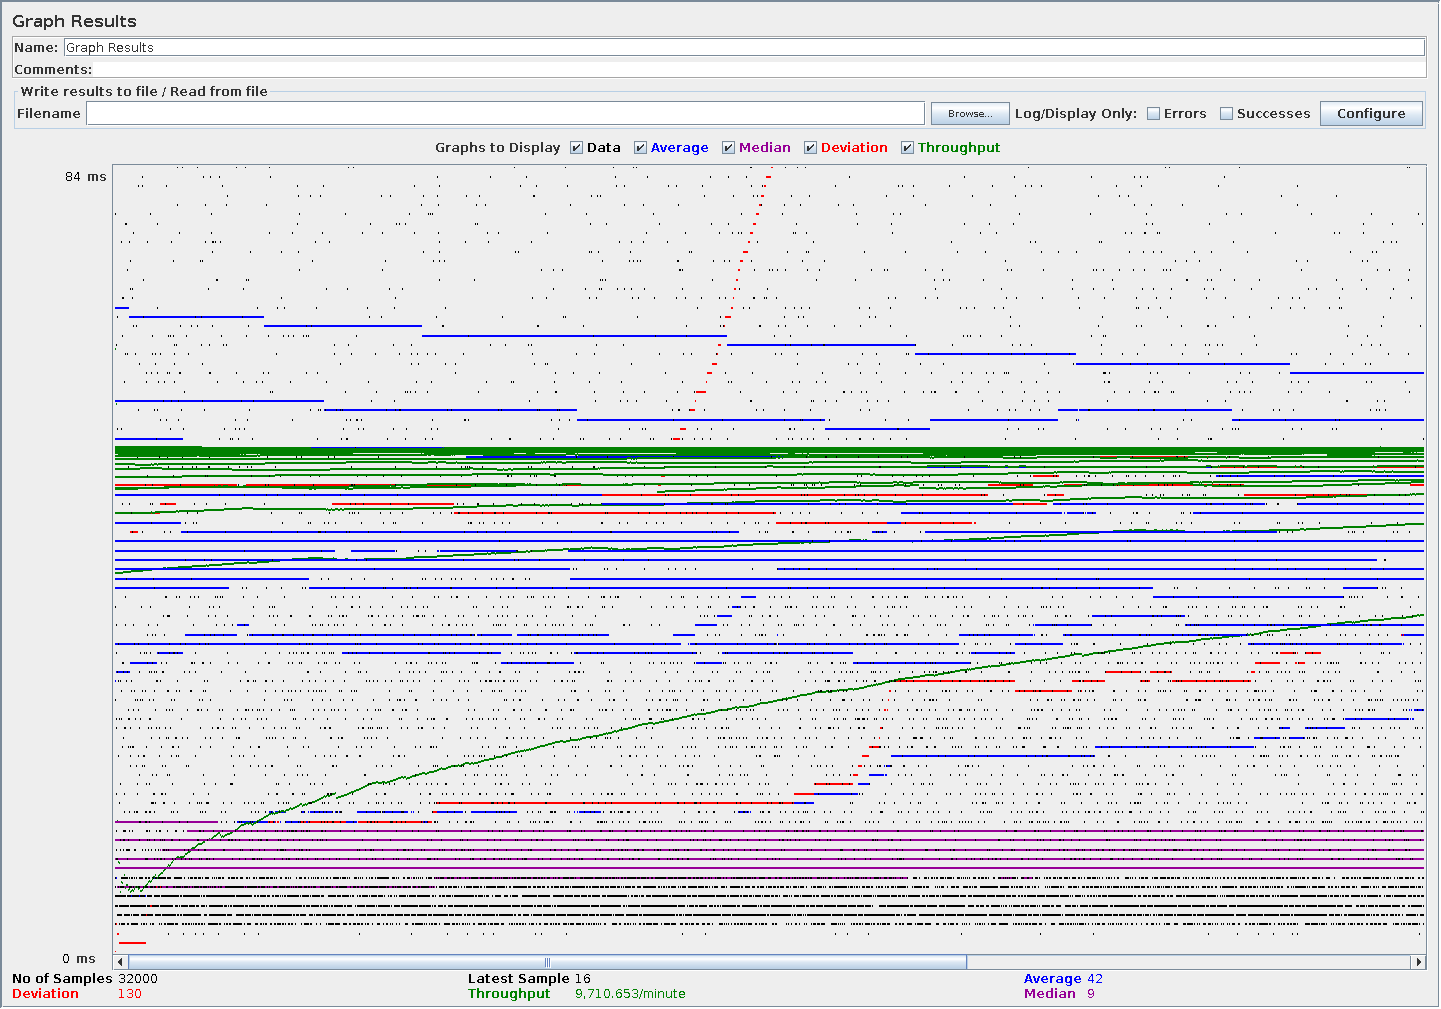 Graph Results
Name: Graph Results
Comments:
Write results to file / Read from file
Filename Browse... Log/Display Only: Errors Successes Configure
Graphs to Display Data Average Median Deviation Throughput
84 ms
0 ms
No of Samples 32000 Latest Sample 16 Average 42
Deviation 130 Throughput 9,710.653/minute Median 9